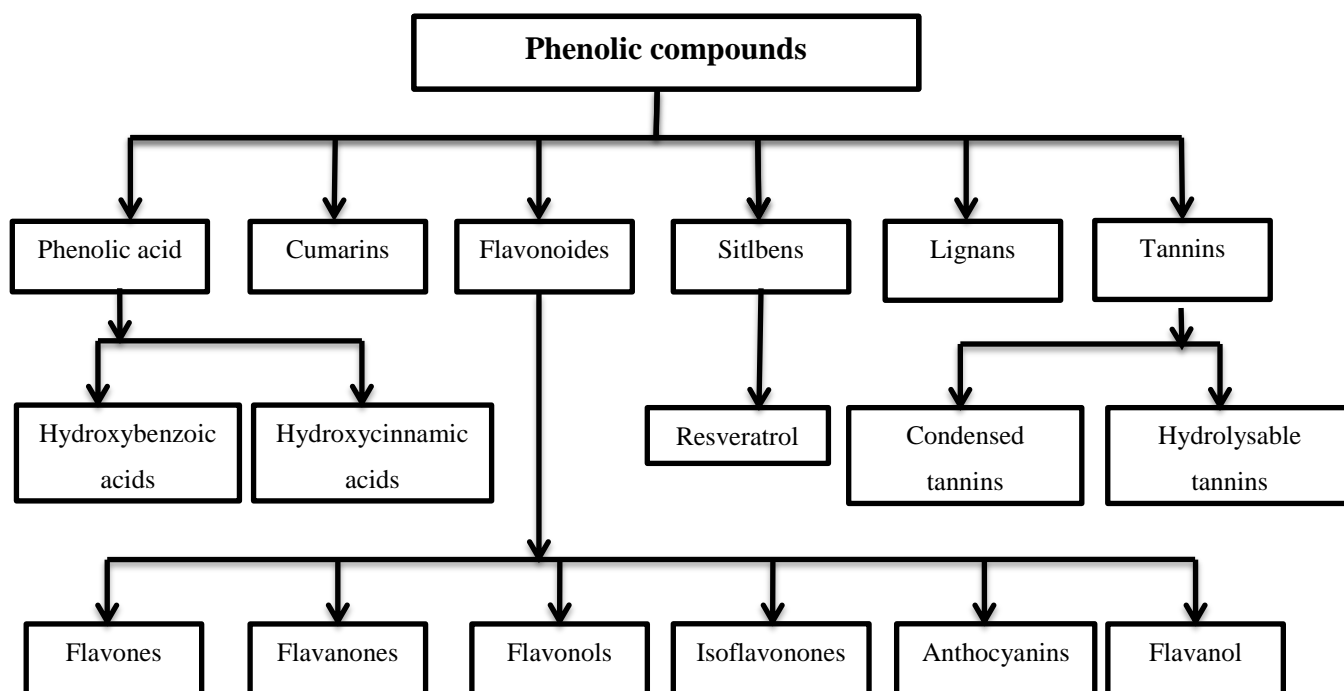 Phenolic compounds
Phenolic acid
Cumarins
Flavonoides
Sitlbens
Lignans
Tannins
Hydroxybenzoic
acids
Hydroxycinnamic
acids
Resveratrol
Condensed
tannins
Hydrolysable
tannins
Flavones
Flavanones
Flavonols
Isoflavonones
Anthocyanins
Flavanol